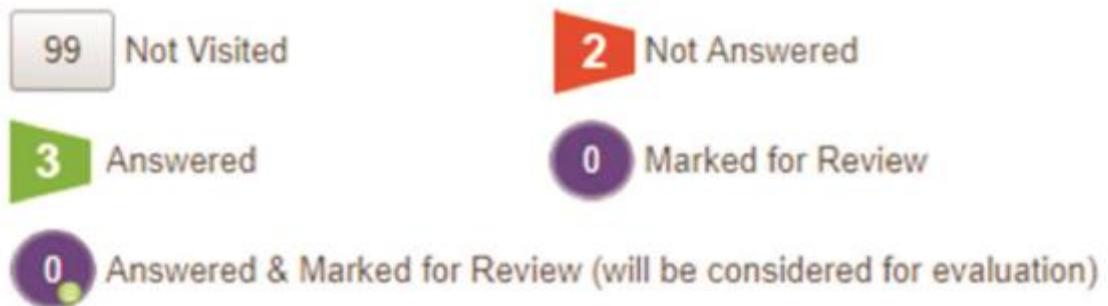 99 Not Visited
2 Not Answered
3 Answered
0 Marked for Review
0 Answered & Marked for Review (will be considered for evaluation)